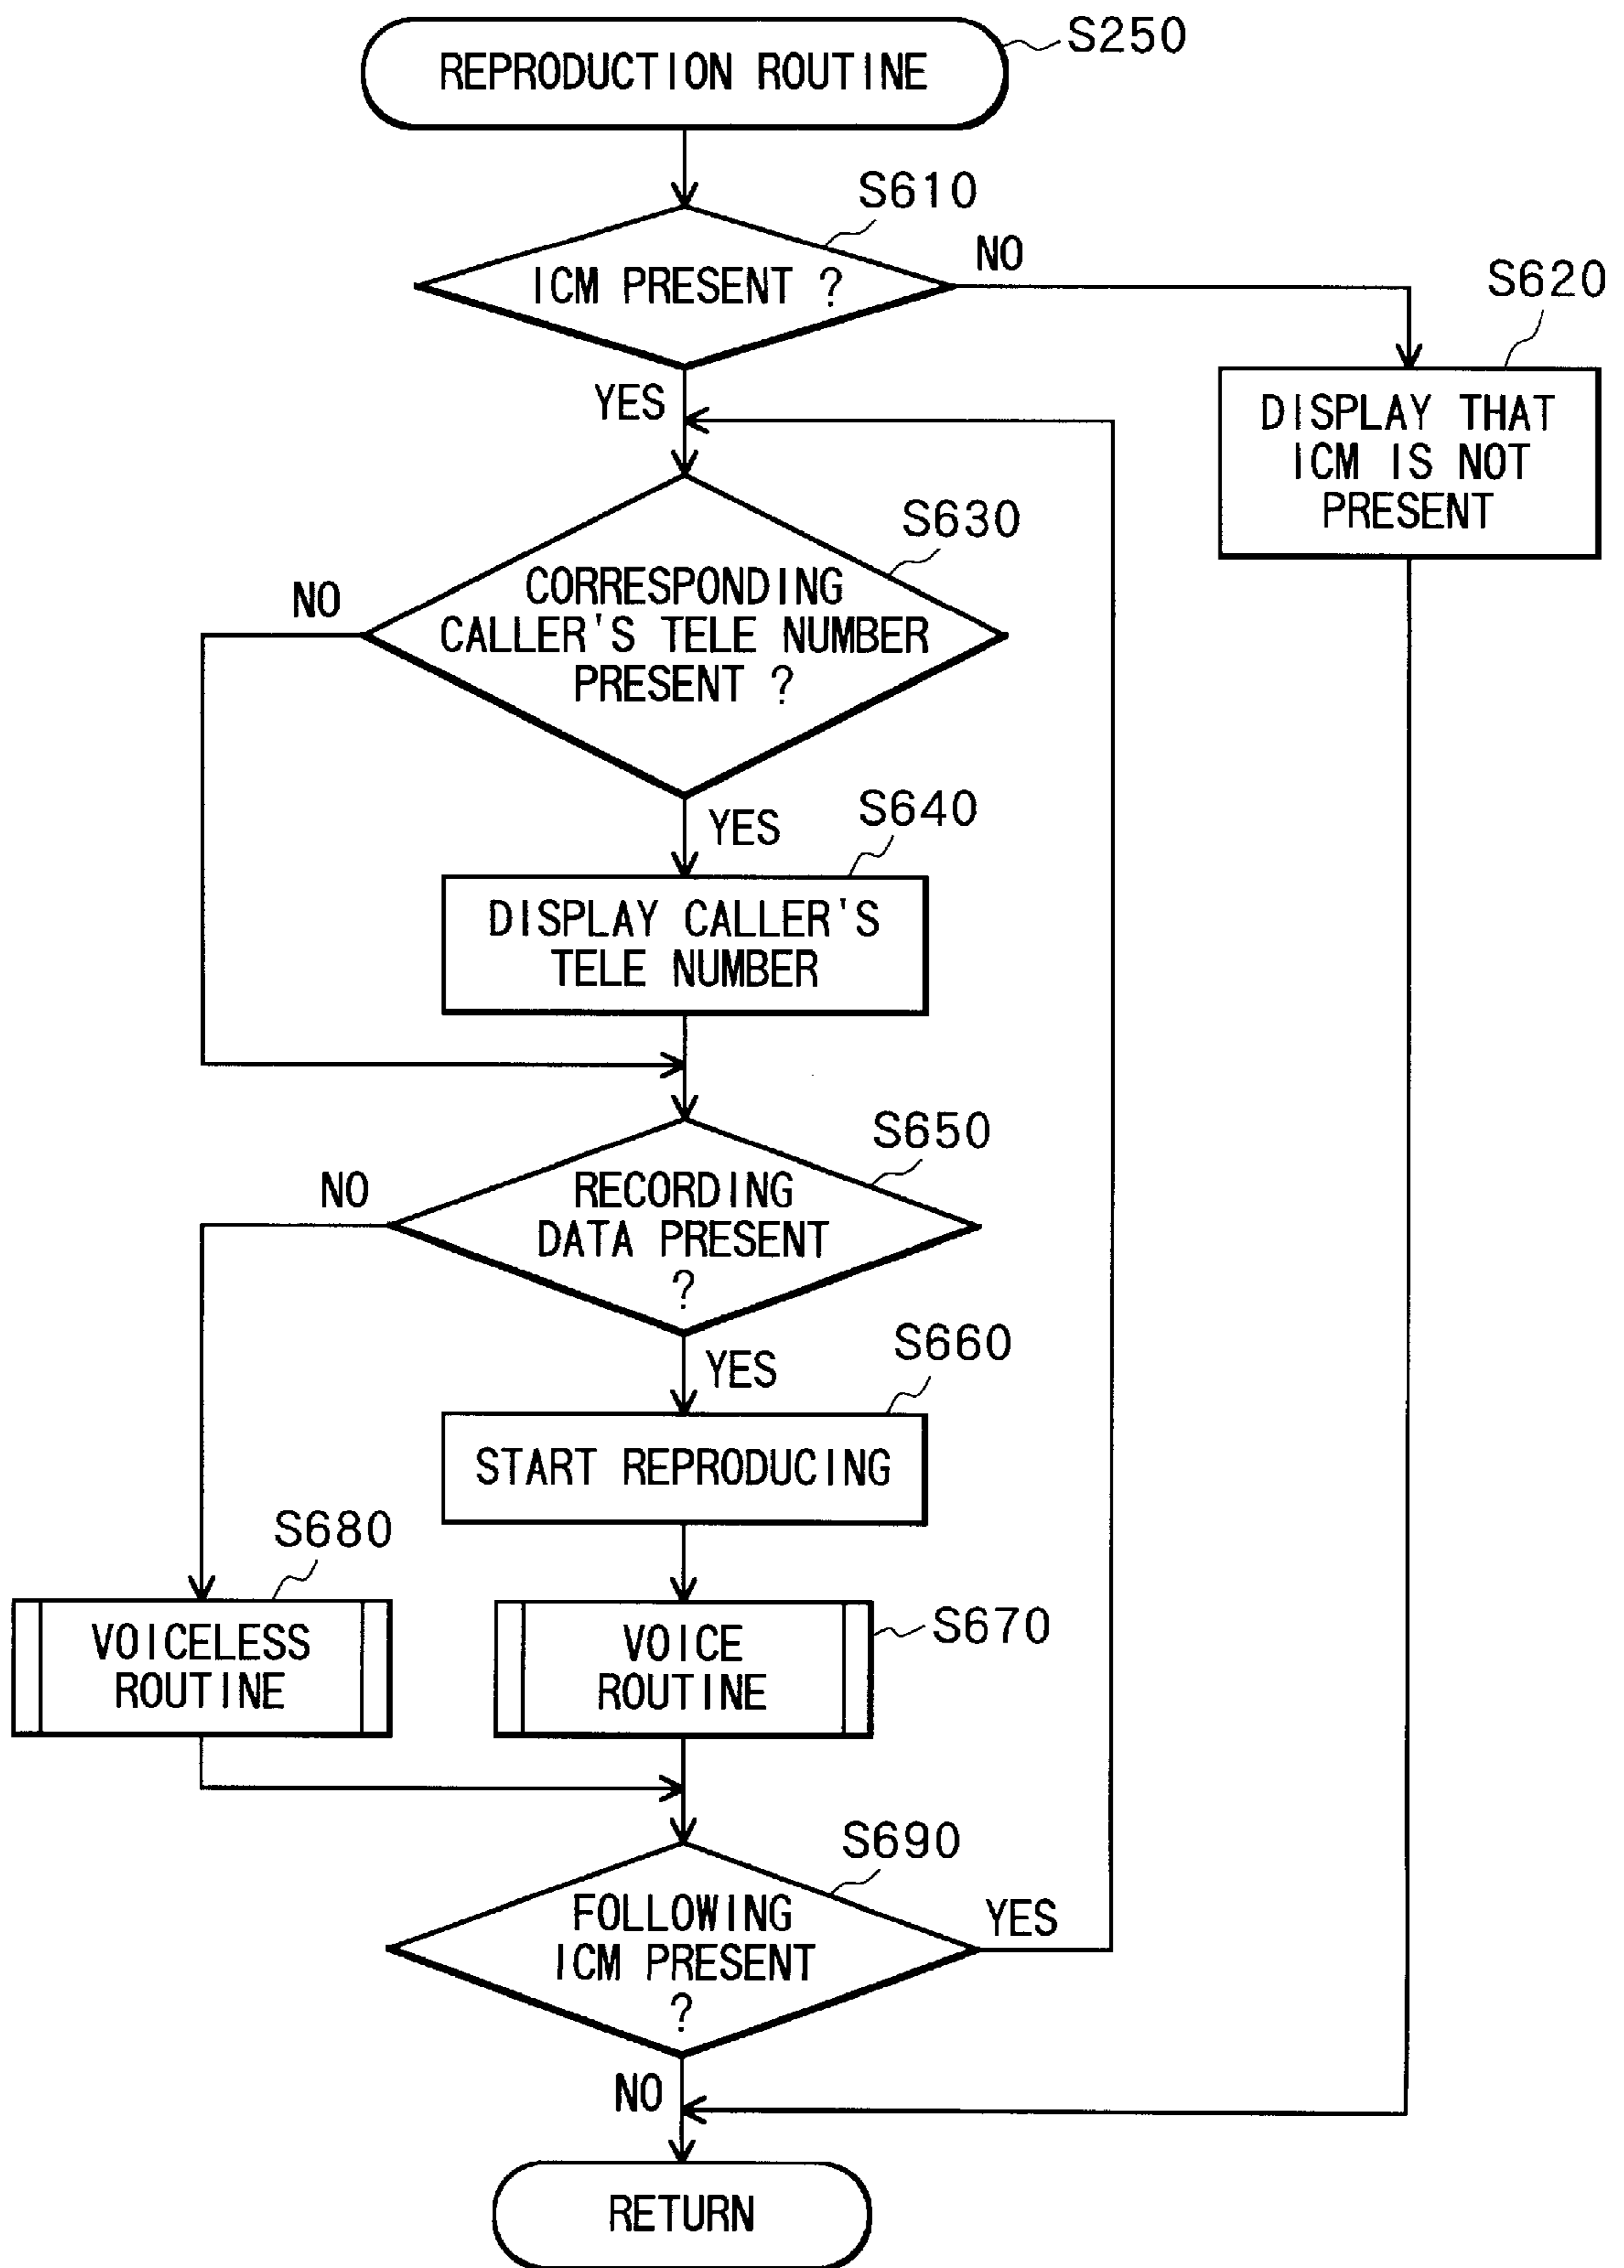 REPRODUCTION ROUTINE
S250
S610
ICM PRESENT ?
NO
S620
YES
DISPLAY THAT
ICM IS NOT
PRESENT
S630
NO
CORRESPONDING
CALLER'S TELE NUMBER
PRESENT ?
S640
YES
DISPLAY CALLER'S
TELE NUMBER
S650
NO
RECORDING
DATA PRESENT
?
S660
YES
START REPRODUCING
S680
VOICELESS
ROUTINE
VOICE
ROUTINE
S670
S690
FOLLOWING
ICM PRESENT
?
YES
NO
RETURN